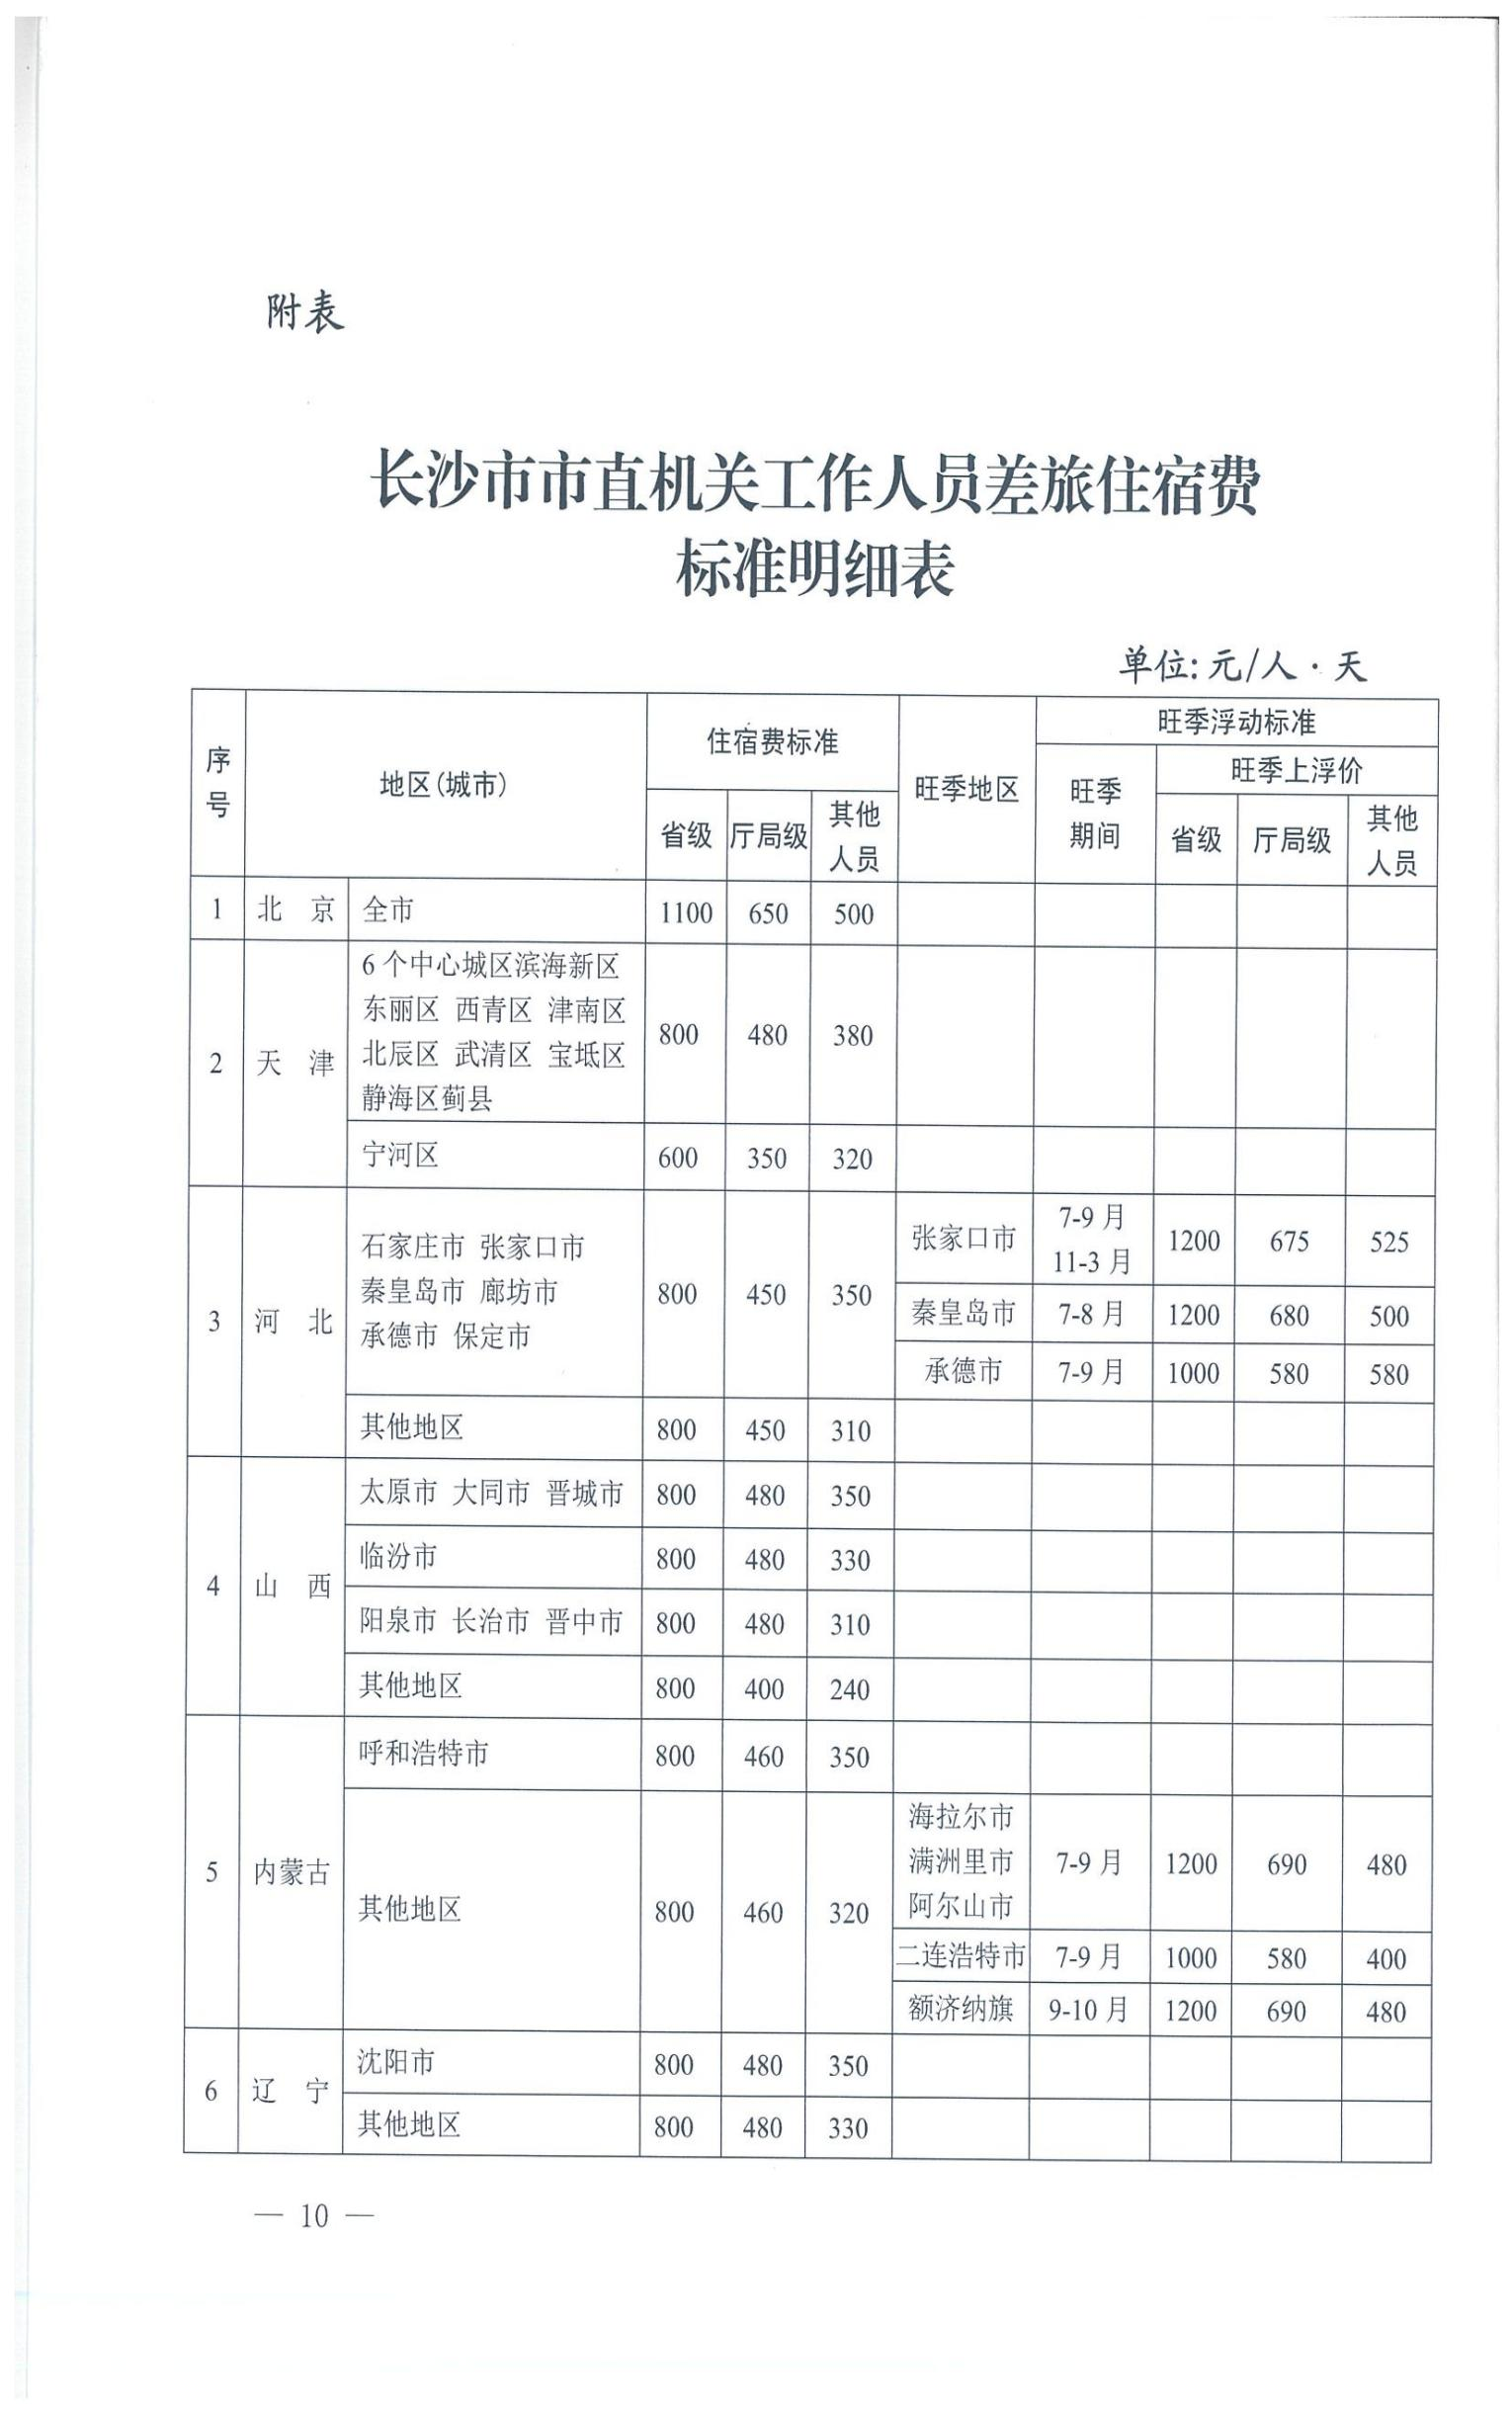 附表
长沙市市直机关工作人员差旅住宿费
标准明细表
单位:元/人·天
序号 地区(城市) 住宿费标准 旺季地区 旺季浮动标准
旺季期间 旺季上浮价
省级 厅局级 其他人员 省级 厅局级 其他人员
1 北 京 全市 1100 650 500
2 天 津 6个中心城区滨海新区
东丽区 西青区 津南区
北辰区 武清区 宝坻区
静海区蓟县 800 480 380
宁河区 600 350 320
3 河 北 石家庄市 张家口市
秦皇岛市 廊坊市
承德市 保定市 800 450 350
张家口市 7-9月 11-3月 1200 675 525
秦皇岛市 7-8月 1200 680 500
承德市 7-9月 1000 580 580
其他地区 800 450 310
4 山 西 太原市 大同市 晋城市 800 480 350
临汾市 800 480 330
阳泉市 长治市 晋中市 800 480 310
其他地区 800 400 240
5 内蒙古 呼和浩特市 800 460 350
其他地区 800 460 320
海拉尔市
满洲里市
阿尔山市 7-9月 1200 690 480
二连浩特市 7-9月 1000 580 400
额济纳旗 9-10月 1200 690 480
6 辽 宁 沈阳市 800 480 350
其他地区 800 480 330
— 10 —